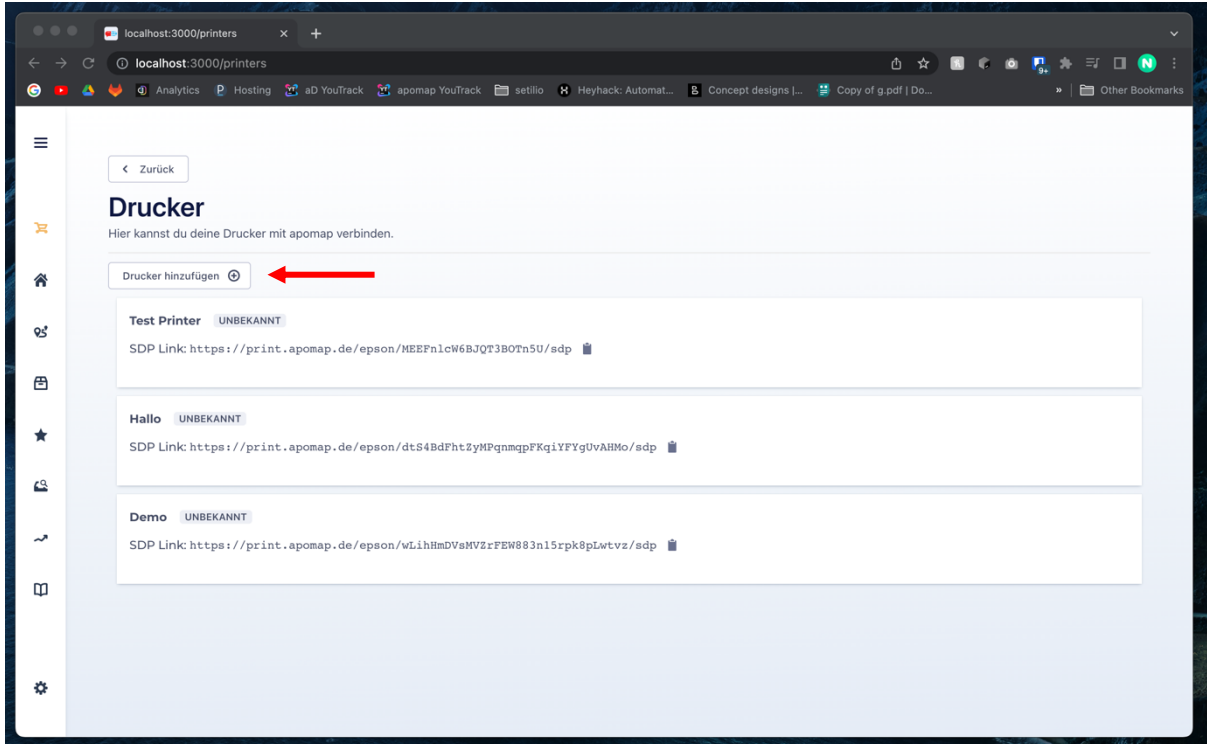 localhost:3000/printers
localhost:3000/printers
9+
N
Analytics
Hosting
aD YouTrack
apomap YouTrack
setilio
Heyhack: Automat...
Concept designs |...
Copy of g.pdf | Do...
»
Other Bookmarks
Zurück
Drucker
Hier kannst du deine Drucker mit apomap verbinden.
Drucker hinzufügen
Test Printer UNBEKANNT
SDP Link: https://print.apomap.de/epson/MEEFnlcW6BJQT3BOTn5U/sdp
Hallo UNBEKANNT
SDP Link: https://print.apomap.de/epson/dtS4BdFhtZyMPqnmqpFKqiYFYgUvAHMo/sdp
Demo UNBEKANNT
SDP Link: https://print.apomap.de/epson/wLihHmDVsMVZrFEW883nl5rpk8pLwtvz/sdp